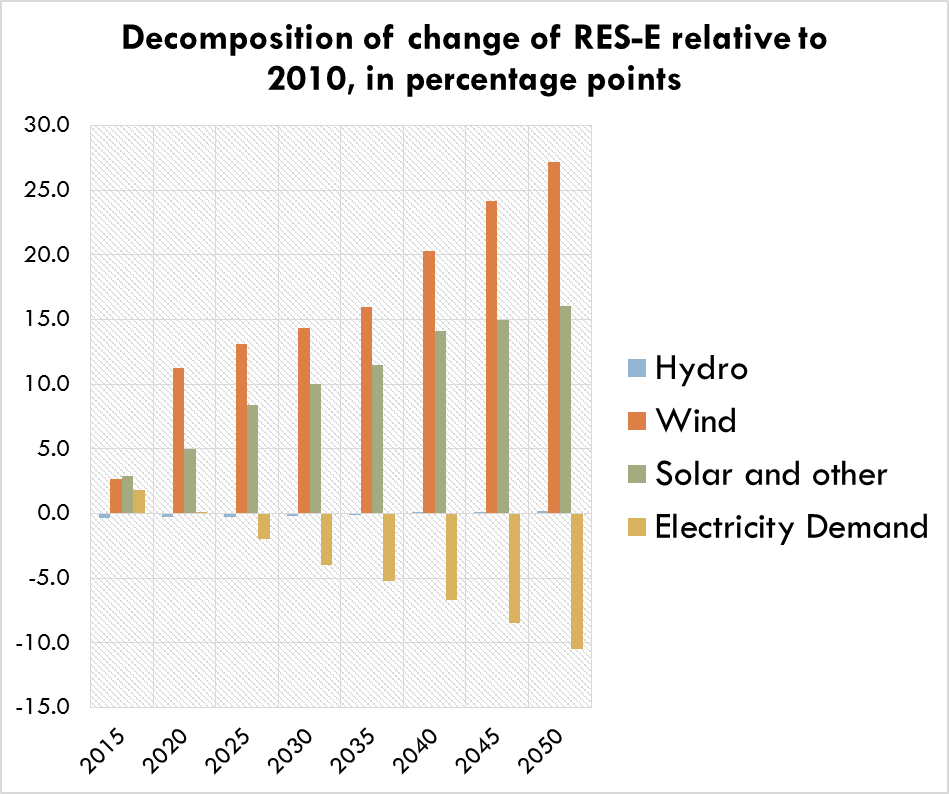 Decomposition of change of RES-E relative to
2010, in percentage points
30.0
25.0
20.0
15.0
10.0
5.0
0.0
-5.0
-10.0
-15.0
2015 2020 2025 2030 2035 2040 2045 2050
Hydro
Wind
Solar and other
Electricity Demand